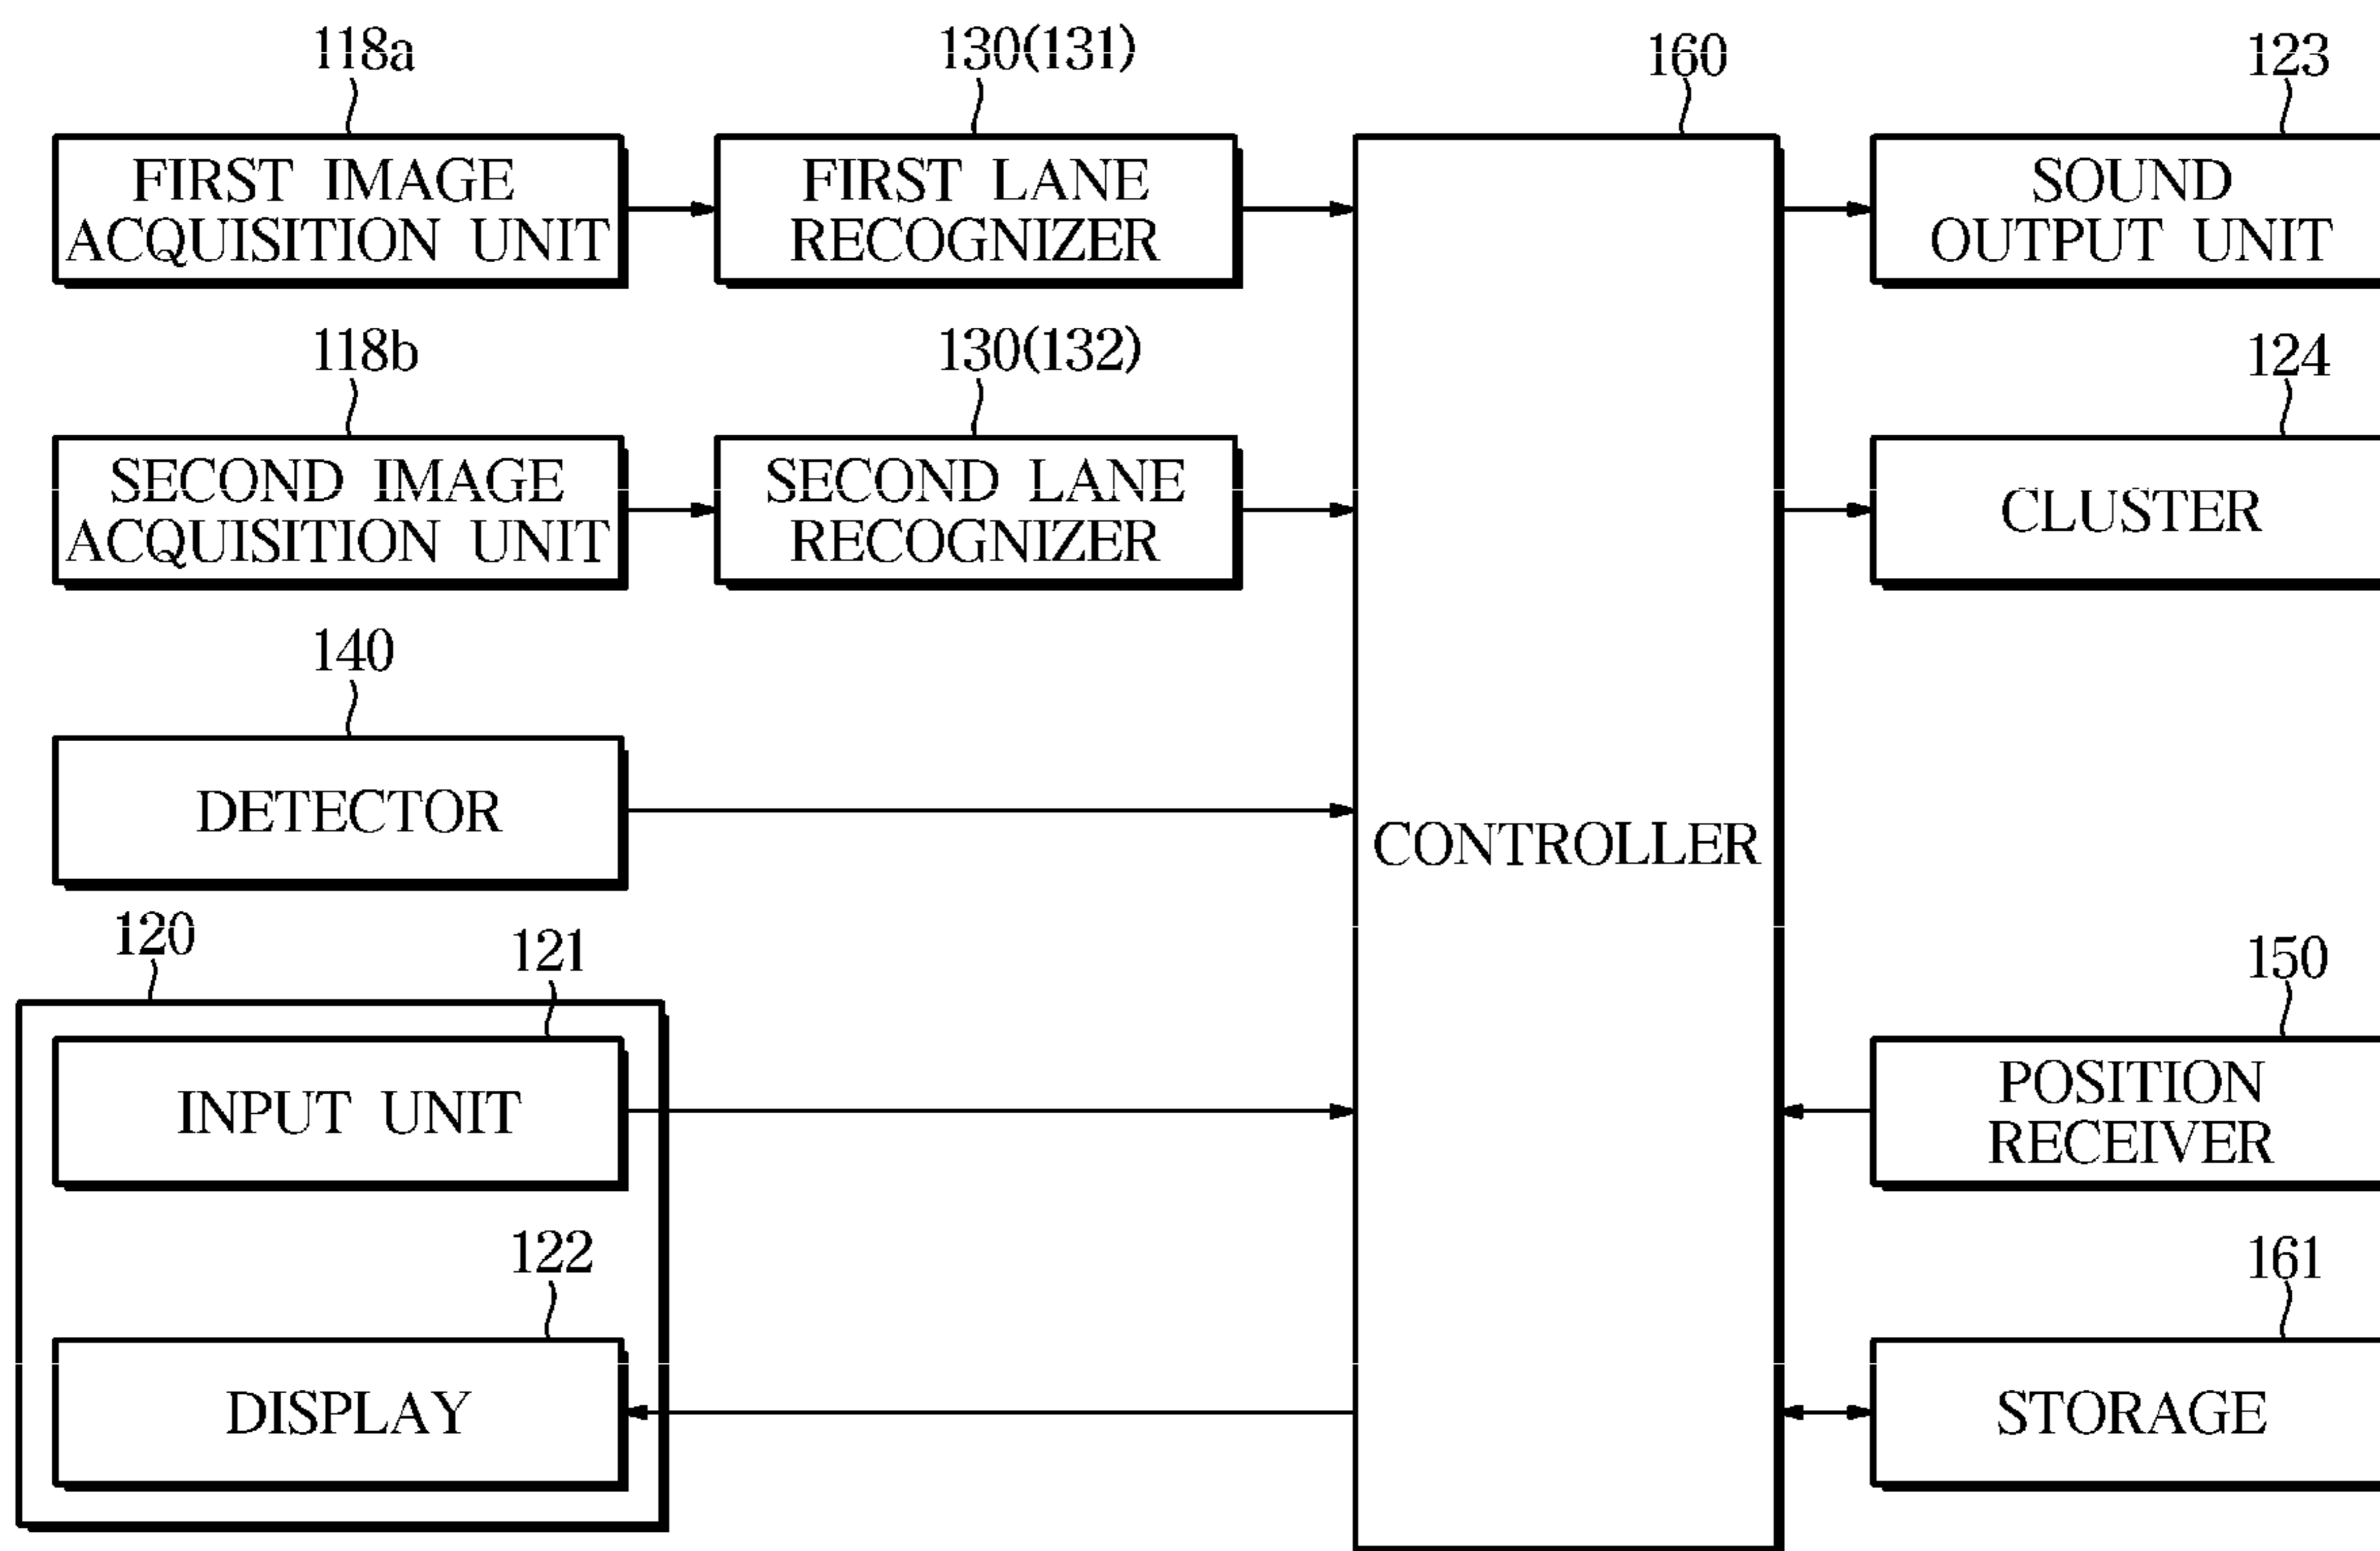 118a
130(131)
160
123
FIRST IMAGE
ACQUISITION UNIT
FIRST LANE
RECOGNIZER
SOUND
OUTPUT UNIT
118b
130(132)
124
SECOND IMAGE
ACQUISITION UNIT
SECOND LANE
RECOGNIZER
CLUSTER
140
DETECTOR
CONTROLLER
120
121
150
INPUT UNIT
POSITION
RECEIVER
122
161
DISPLAY
STORAGE